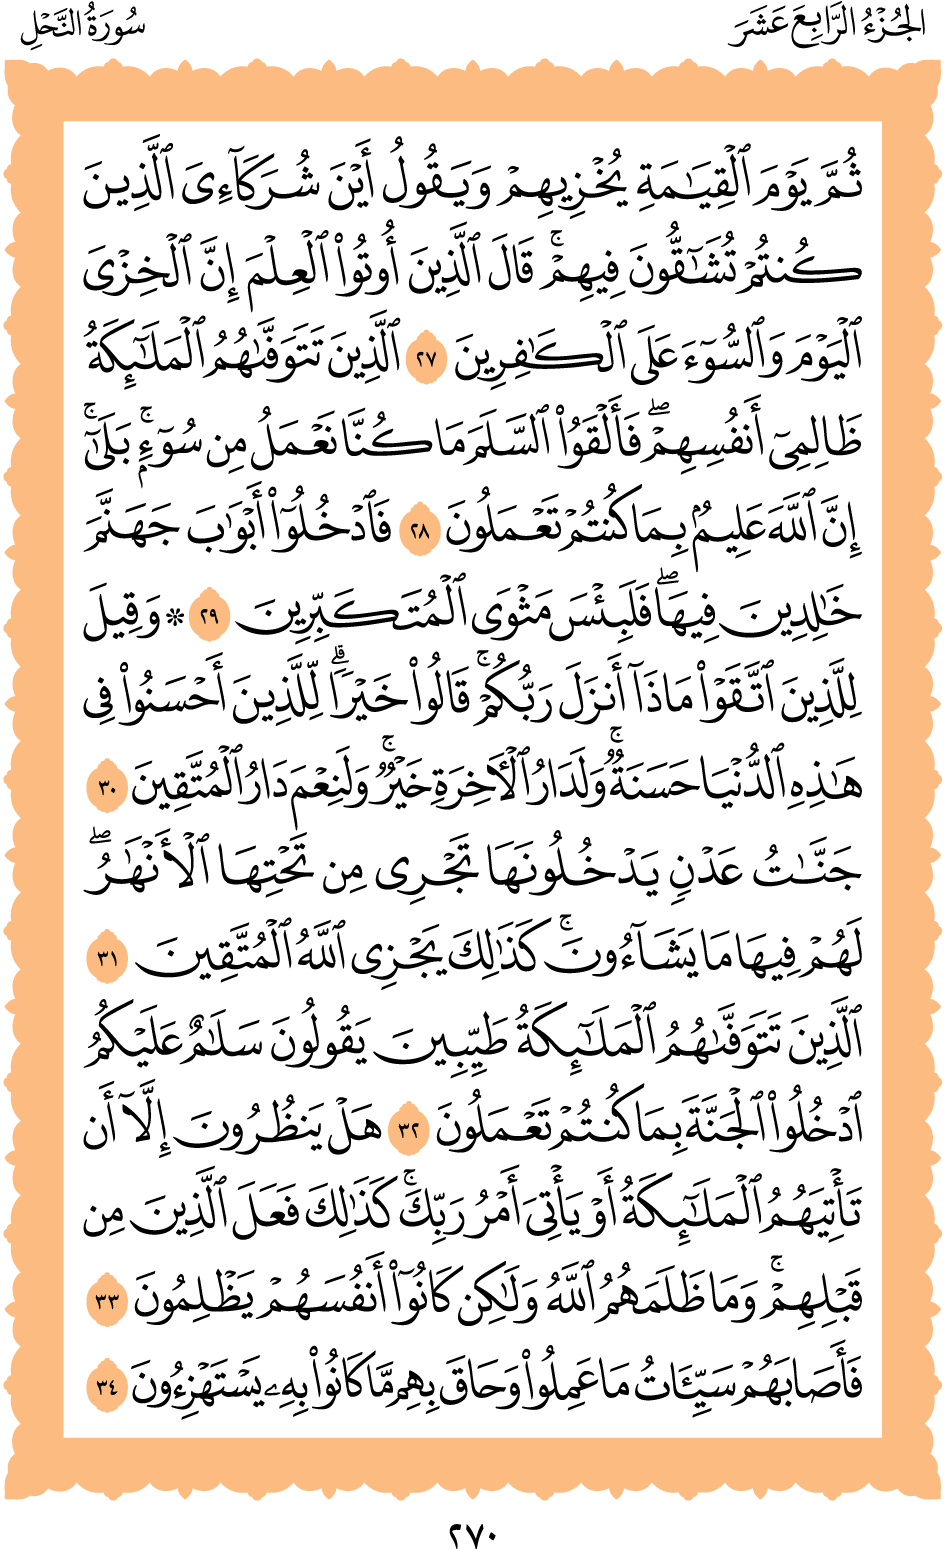 الجُزْءُ الرَّابِعَ عَشَرَ
سُورَةُ النَّحْلِ
ثُمَّ يَوْمَ ٱلْقِيَٰمَةِ يُخْزِيهِمْ وَيَقُولُ أَيْنَ شُرَكَآءِىَ ٱلَّذِينَ
كُنتُمْ تُشَٰٓقُّونَ فِيهِمْ ۚ قَالَ ٱلَّذِينَ أُوتُوا۟ ٱلْعِلْمَ إِنَّ ٱلْخِزْىَ
ٱلْيَوْمَ وَٱلسُّوٓءَ عَلَى ٱلْكَٰفِرِينَ ٢٧ ٱلَّذِينَ تَتَوَفَّىٰهُمُ ٱلْمَلَٰٓئِكَةُ
ظَالِمِىٓ أَنفُسِهِمْ ۖ فَأَلْقَوُا۟ ٱلسَّلَمَ مَا كُنَّا نَعْمَلُ مِن سُوٓءٍۭ ۚ بَلَىٰٓ ۚ
إِنَّ ٱللَّهَ عَلِيمٌۢ بِمَا كُنتُمْ تَعْمَلُونَ ٢٨ فَٱدْخُلُوٓا۟ أَبْوَٰبَ جَهَنَّمَ
خَٰلِدِينَ فِيهَا ۖ فَلَبِئْسَ مَثْوَى ٱلْمُتَكَبِّرِينَ ٢٩ * وَقِيلَ
لِلَّذِينَ ٱتَّقَوْا۟ مَاذَآ أَنزَلَ رَبُّكُمْ ۚ قَالُوا۟ خَيْرًا ۗ لِّلَّذِينَ أَحْسَنُوا۟ فِى
هَٰذِهِ ٱلدُّنْيَا حَسَنَةٌ ۚ وَلَدَارُ ٱلْـَٔاخِرَةِ خَيْرٌ ۚ وَلَنِعْمَ دَارُ ٱلْمُتَّقِينَ ٣٠
جَنَّٰتُ عَدْنٍ يَدْخُلُونَهَا تَجْرِى مِن تَحْتِهَا ٱلْأَنْهَٰرُ ۖ
لَهُمْ فِيهَا مَا يَشَآءُونَ ۚ كَذَٰلِكَ يَجْزِى ٱللَّهُ ٱلْمُتَّقِينَ ٣١
ٱلَّذِينَ تَتَوَفَّىٰهُمُ ٱلْمَلَٰٓئِكَةُ طَيِّبِينَ يَقُولُونَ سَلَٰمٌ عَلَيْكُمُ
ٱدْخُلُوا۟ ٱلْجَنَّةَ بِمَا كُنتُمْ تَعْمَلُونَ ٣٢ هَلْ يَنظُرُونَ إِلَّآ أَن
تَأْتِيَهُمُ ٱلْمَلَٰٓئِكَةُ أَوْ يَأْتِىَ أَمْرُ رَبِّكَ ۚ كَذَٰلِكَ فَعَلَ ٱلَّذِينَ مِن
قَبْلِهِمْ ۚ وَمَا ظَلَمَهُمُ ٱللَّهُ وَلَٰكِن كَانُوٓا۟ أَنفُسَهُمْ يَظْلِمُونَ ٣٣
فَأَصَابَهُمْ سَيِّـَٔاتُ مَا عَمِلُوا۟ وَحَاقَ بِهِم مَّا كَانُوا۟ بِهِۦ يَسْتَهْزِءُونَ ٣٤
٢٧٠